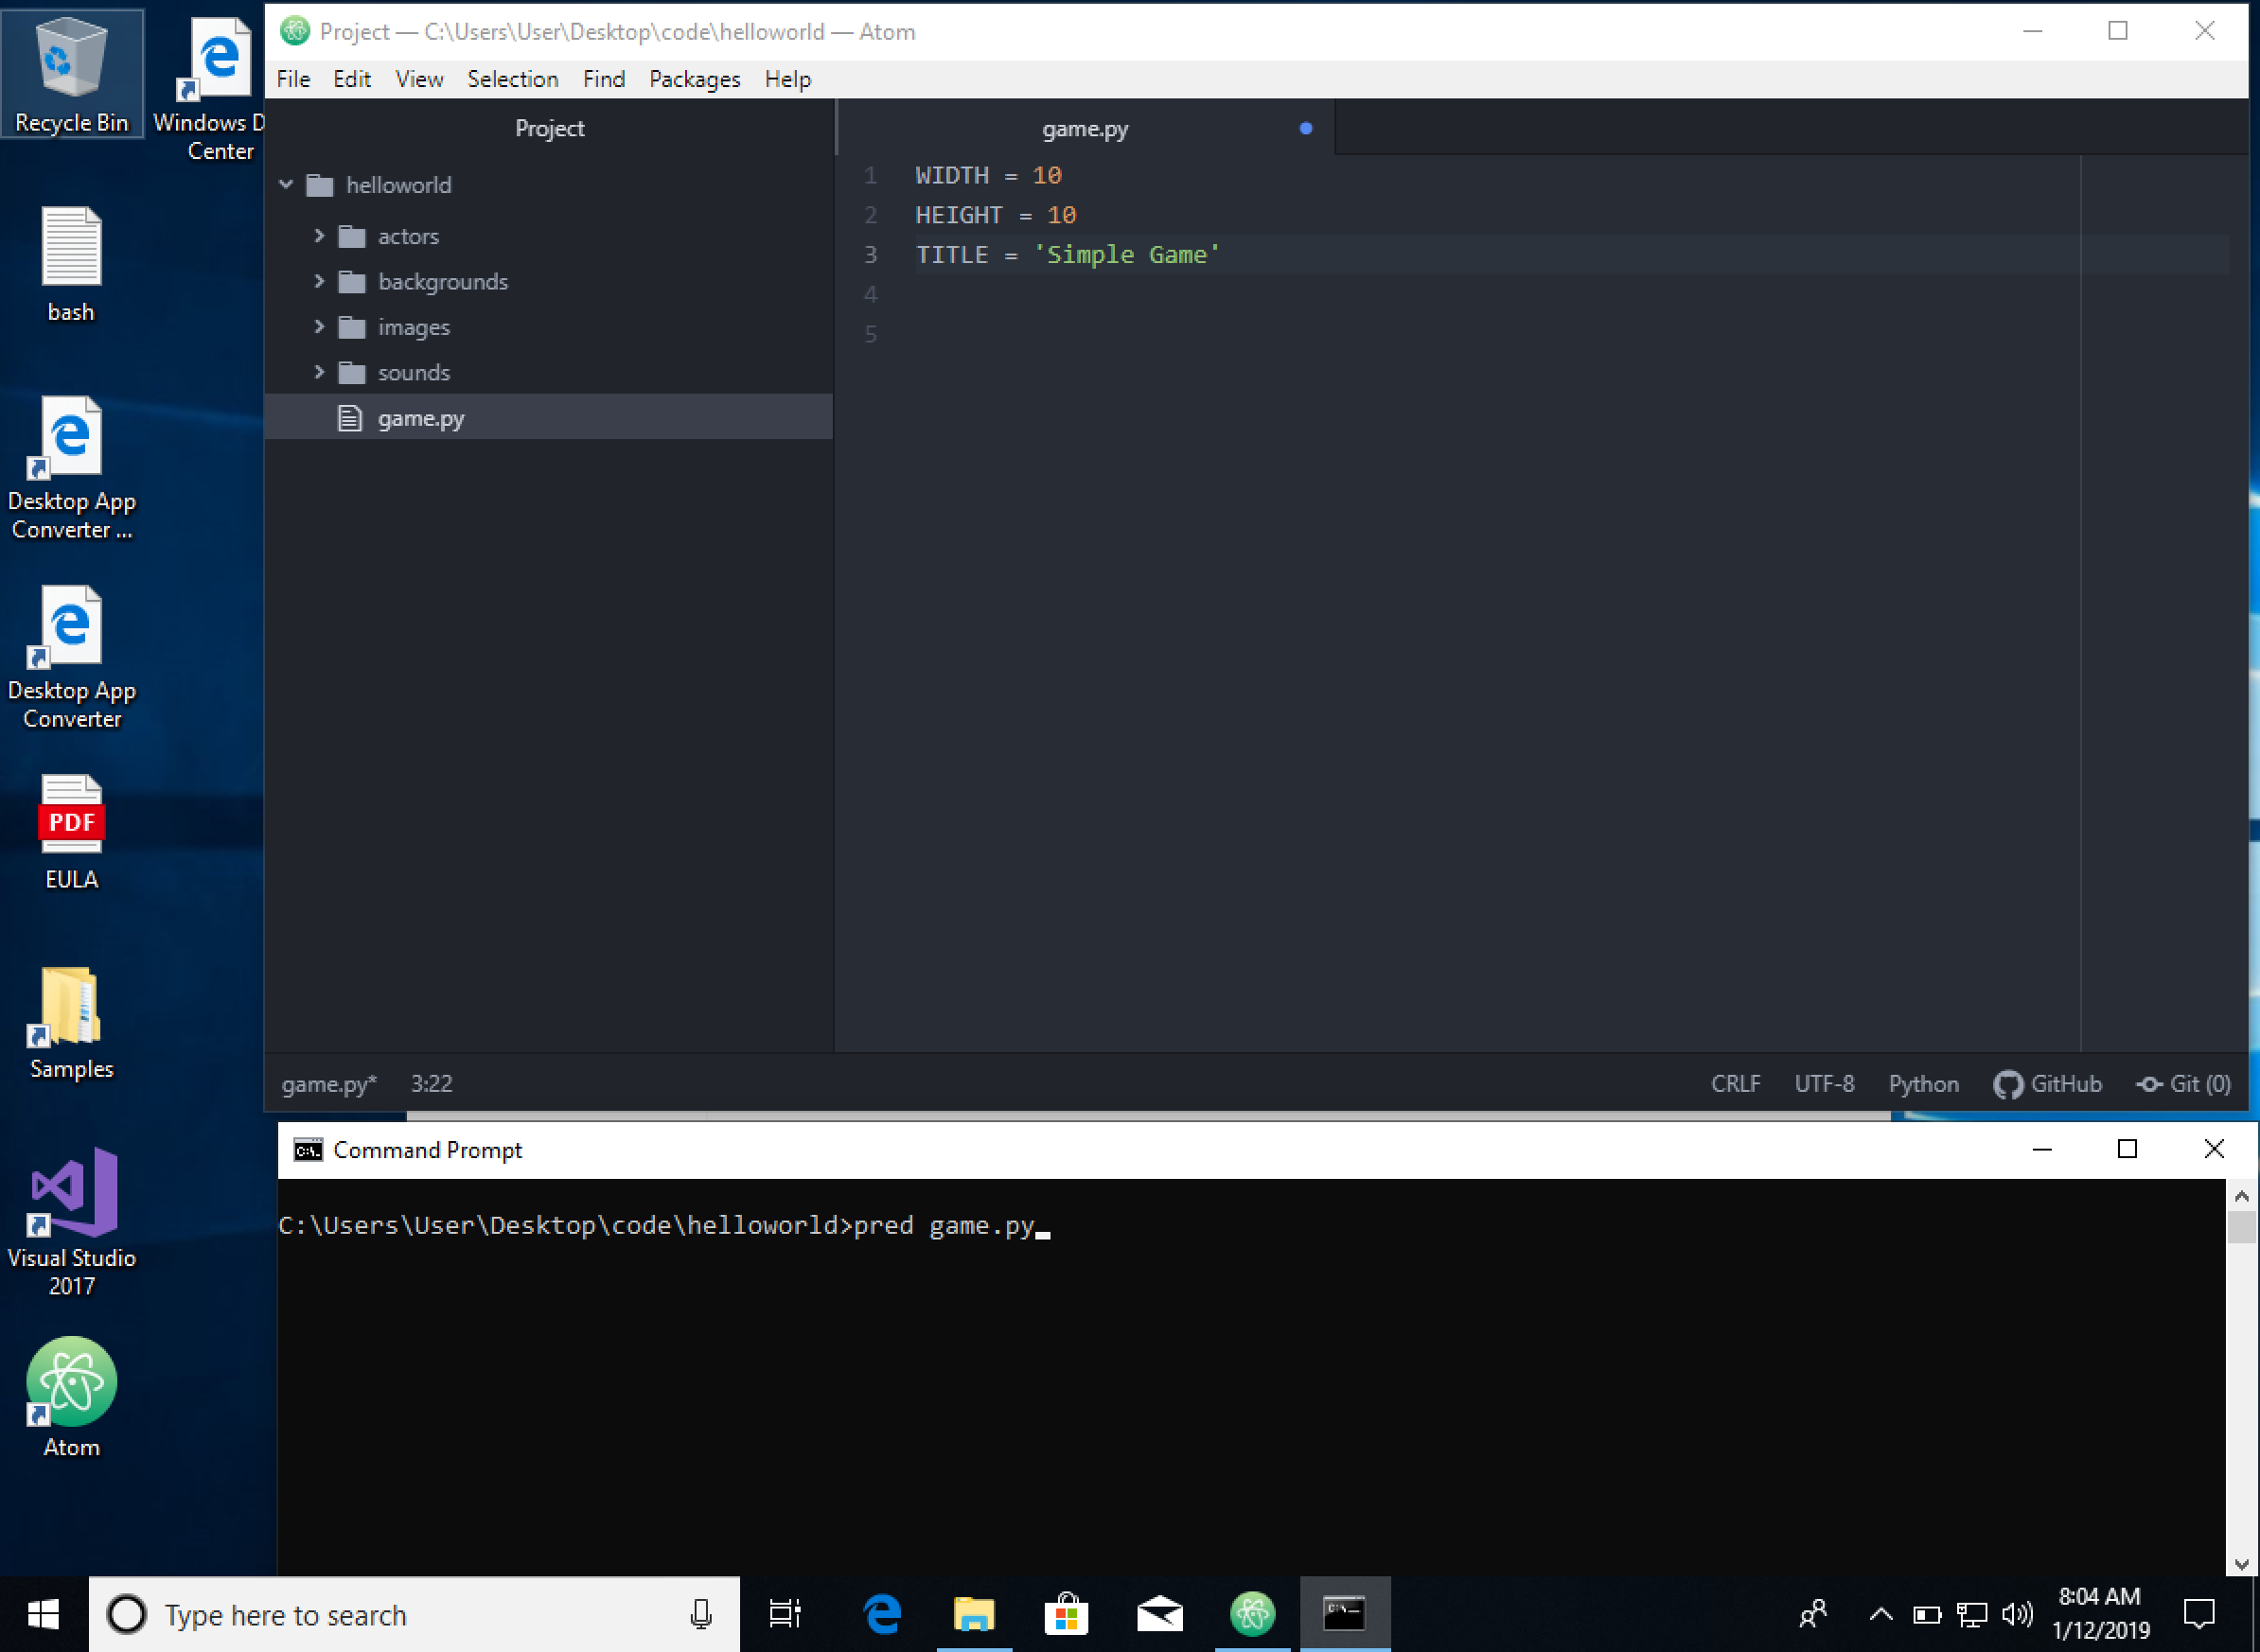 Recycle Bin
Windows D
Center
bash
Desktop App
Converter ...
Desktop App
Converter
PDF
EULA
Samples
Visual Studio
2017
Atom
Project — C:\Users\User\Desktop\code\helloworld — Atom
File Edit View Selection Find Packages Help
Project
helloworld
actors
backgrounds
images
sounds
game.py
game.py
1 WIDTH = 10
2 HEIGHT = 10
3 TITLE = 'Simple Game'
4
5
game.py* 3:22
CRLF UTF-8 Python GitHub Git (0)
Command Prompt
C:\Users\User\Desktop\code\helloworld>pred game.py
Type here to search
8:04 AM
1/12/2019